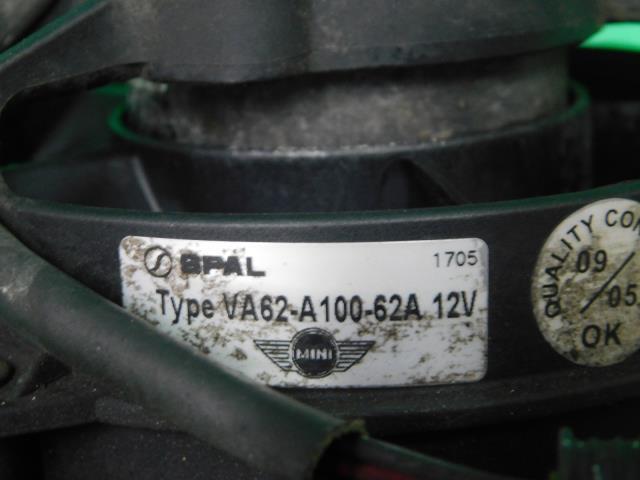 SPAL 1705
Type VA62-A100-62A 12V
MINI
QUALITY CON
09/05
OK